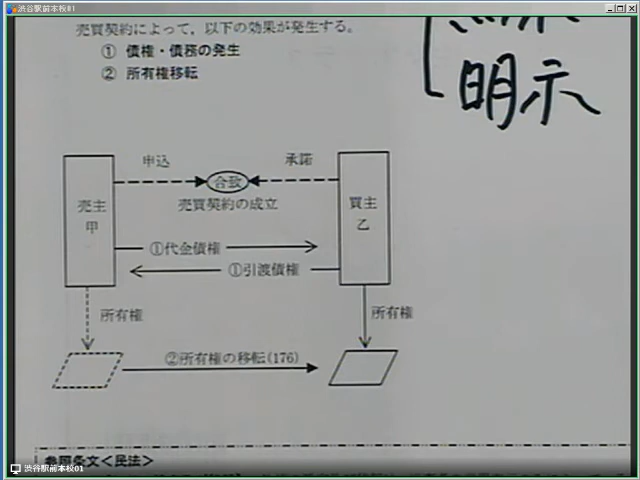 渋谷駅前本校01
売買契約によって，以下の効果が発生する。
① 債権・債務の発生
② 所有権移転
明示
申込
承諾
合致
売買契約の成立
売主
甲
買主
乙
①代金債権
①引渡債権
所有権
所有権
②所有権の移転(176)
参照条文＜民法＞
渋谷駅前本校01